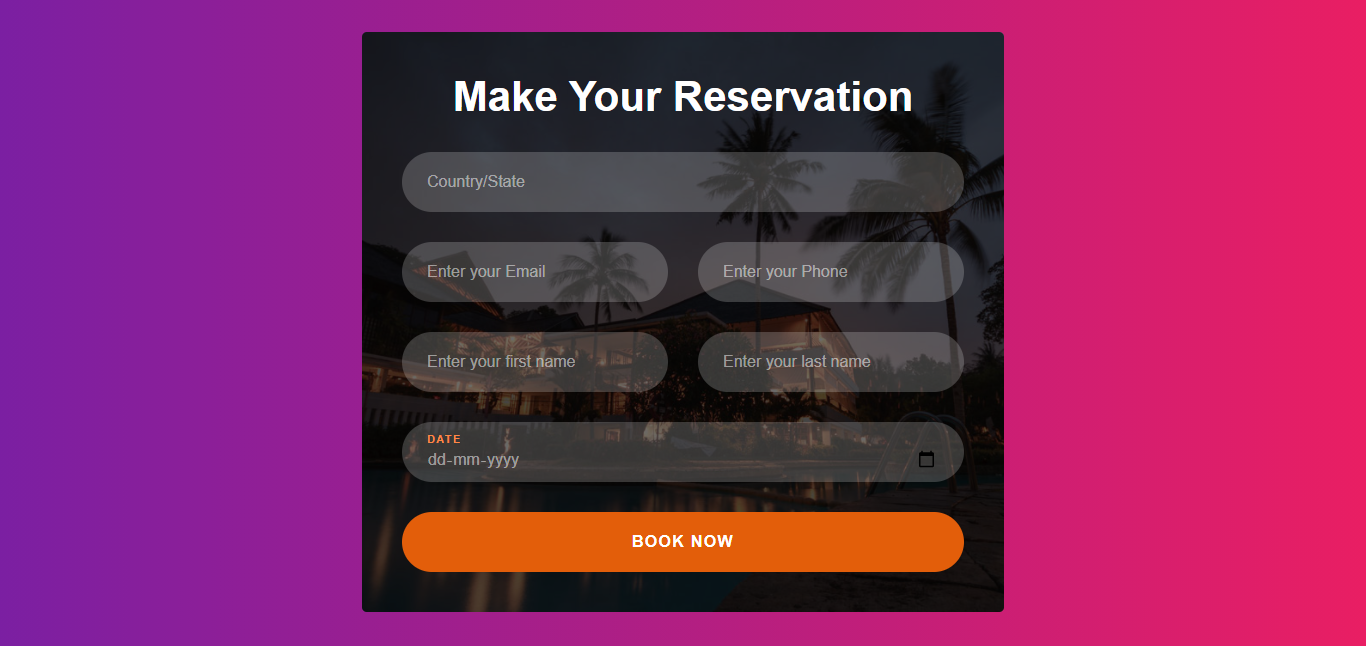 Make Your Reservation
Country/State
Enter your Email
Enter your Phone
Enter your first name
Enter your last name
DATE
dd-mm-yyyy
BOOK NOW